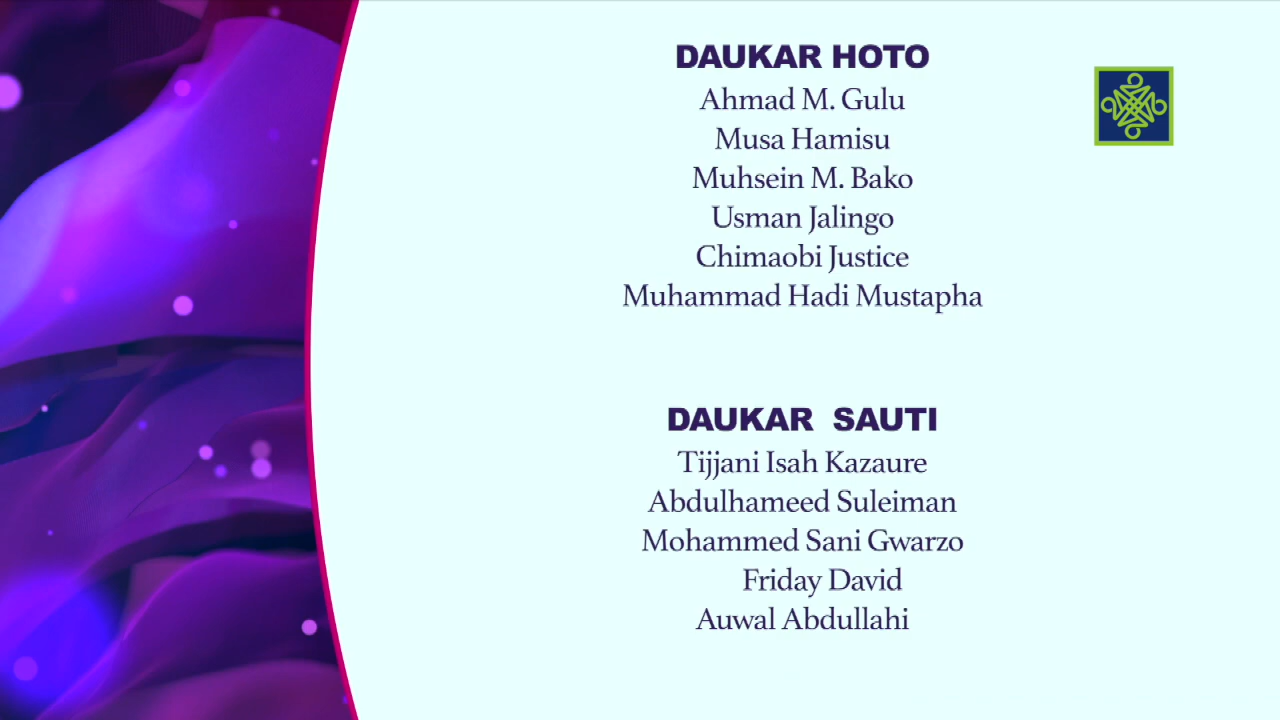 DAUKAR HOTO
Ahmad M. Gulu
Musa Hamisu
Muhsein M. Bako
Usman Jalingo
Chimaobi Justice
Muhammad Hadi Mustapha
DAUKAR SAUTI
Tijjani Isah Kazaure
Abdulhameed Suleiman
Mohammed Sani Gwarzo
Friday David
Auwal Abdullahi